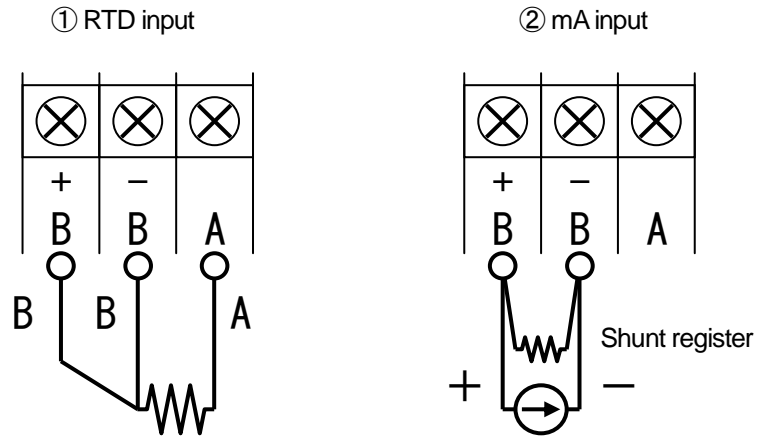 ① RTD input
+ −
B B A
B B A
② mA input
+ −
B B A
Shunt register
+ −